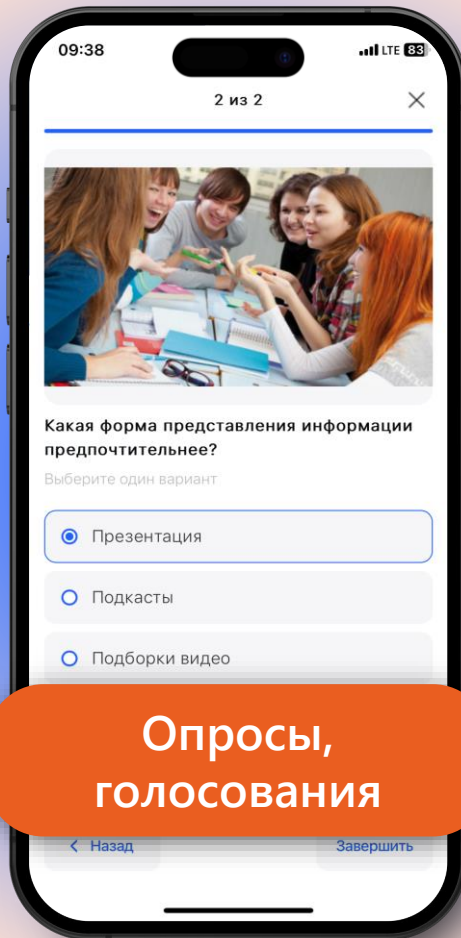 09:38 LTE 83
2 из 2
Какая форма представления информации
предпочтительнее?
Выберите один вариант
Презентация
Подкасты
Подборки видео
Опросы,
голосования
Назад Завершить